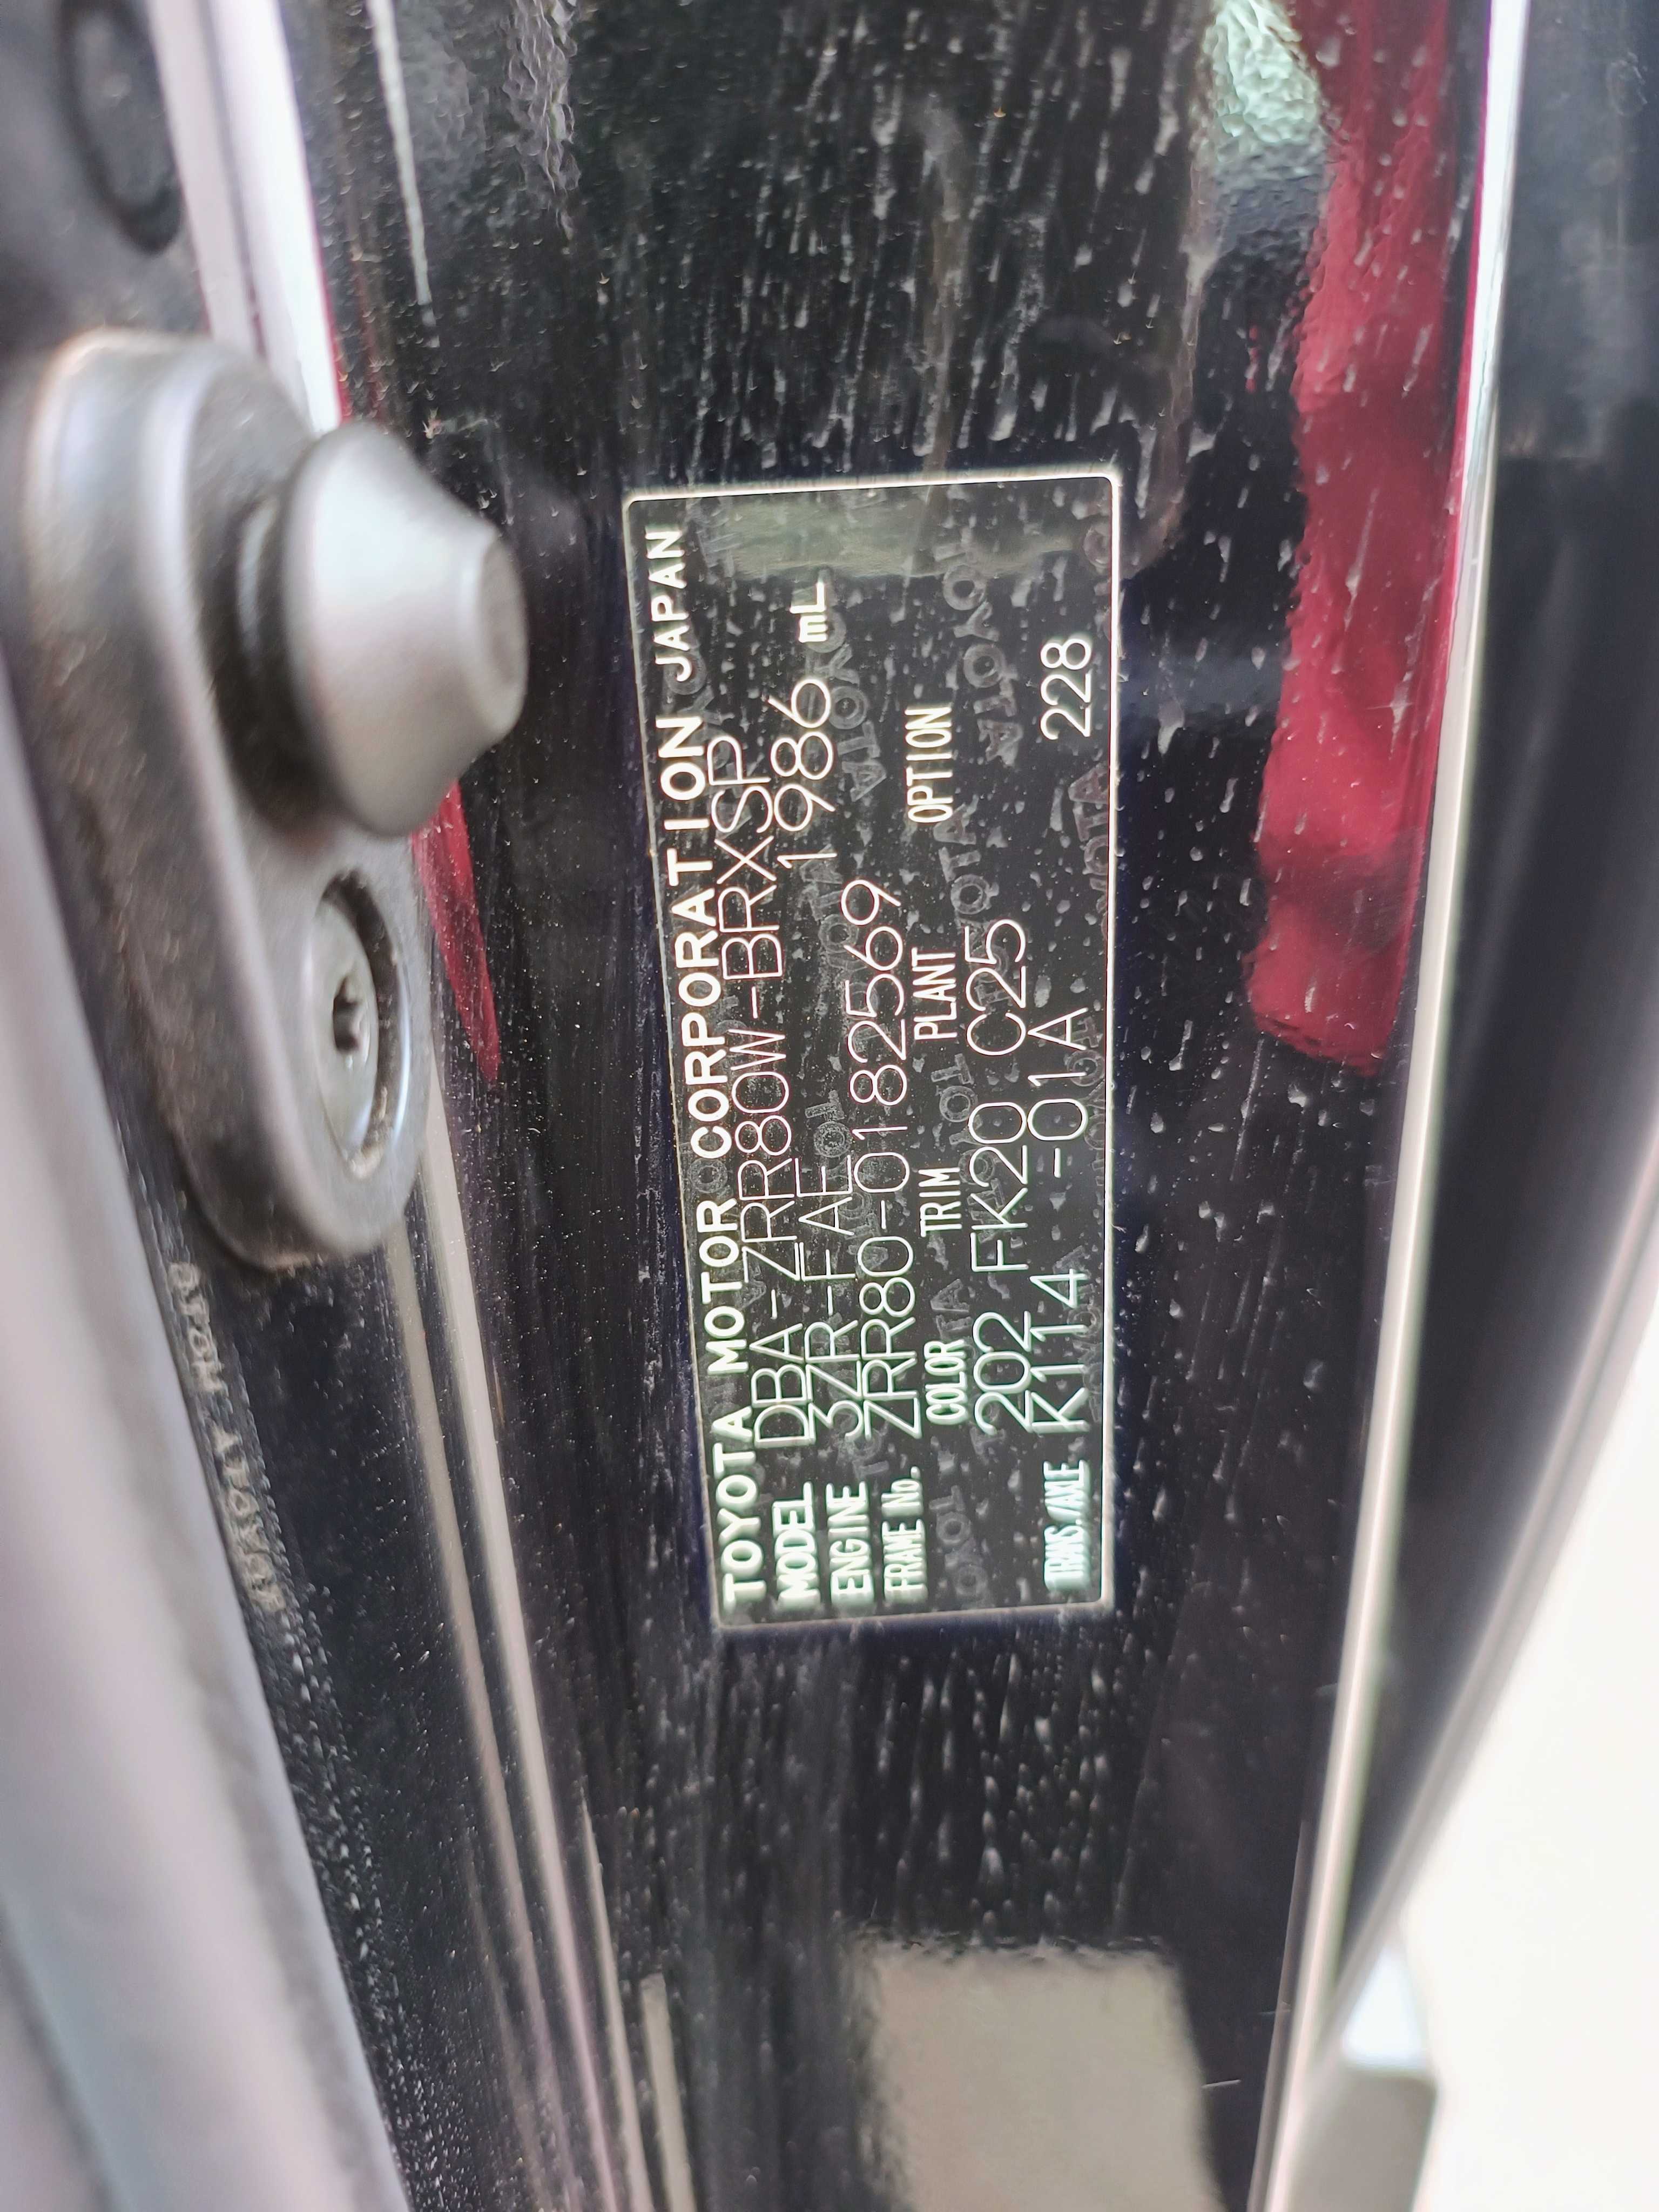 TOYOTA MOTOR CORPORATION JAPAN
MODEL DBA-ZRR80W-BRXSP
ENGINE 3ZR-FAE 1986 mL
FRAME No. ZRR80-0182569
COLOR TRIM PLANT OPTION
202 FK20 C25
TRANS./AXLE K114 -01A 228